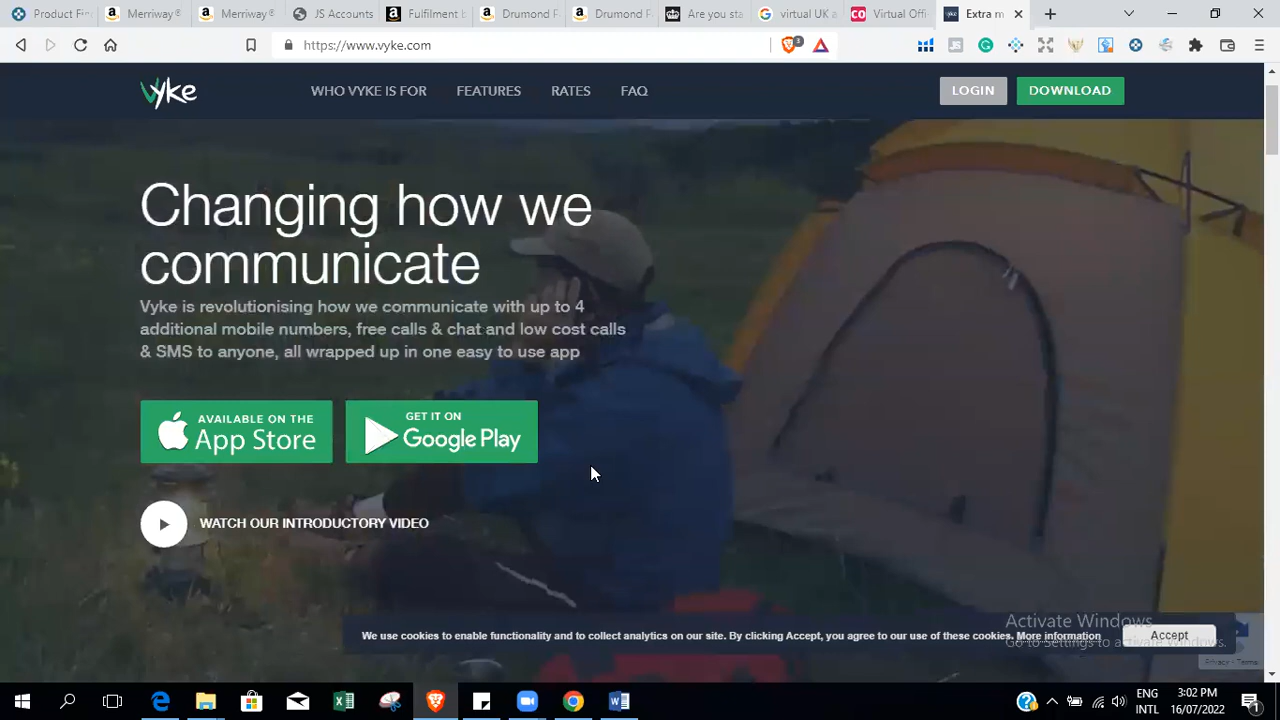 Product Fin
Merriway®
Merriway®
JS Accounts
Fulfilment b
Drumond P
Drumond P
Are you sta
virtual UK a
Virtual Offi
Extra m
https://www.vyke.com
3
vyke
WHO VYKE IS FOR
FEATURES
RATES
FAQ
LOGIN
DOWNLOAD
Changing how we
communicate
Vyke is revolutionising how we communicate with up to 4
additional mobile numbers, free calls & chat and low cost calls
& SMS to anyone, all wrapped up in one easy to use app
AVAILABLE ON THE
App Store
GET IT ON
Google Play
WATCH OUR INTRODUCTORY VIDEO
We use cookies to enable functionality and to collect analytics on our site. By clicking Accept, you agree to our use of these cookies. More information
Accept
Activate Windows
Go to Settings to activate Windows.
Privacy - Terms
ENG
INTL
3:02 PM
16/07/2022